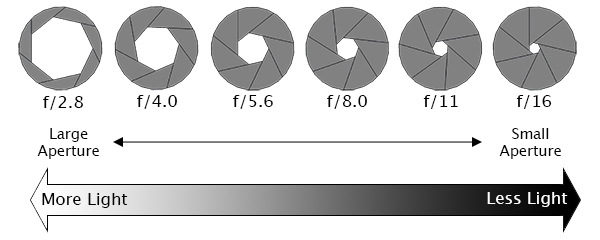 f/2.8 f/4.0 f/5.6 f/8.0 f/11 f/16
Large
Aperture
Small
Aperture
More Light
Less Light